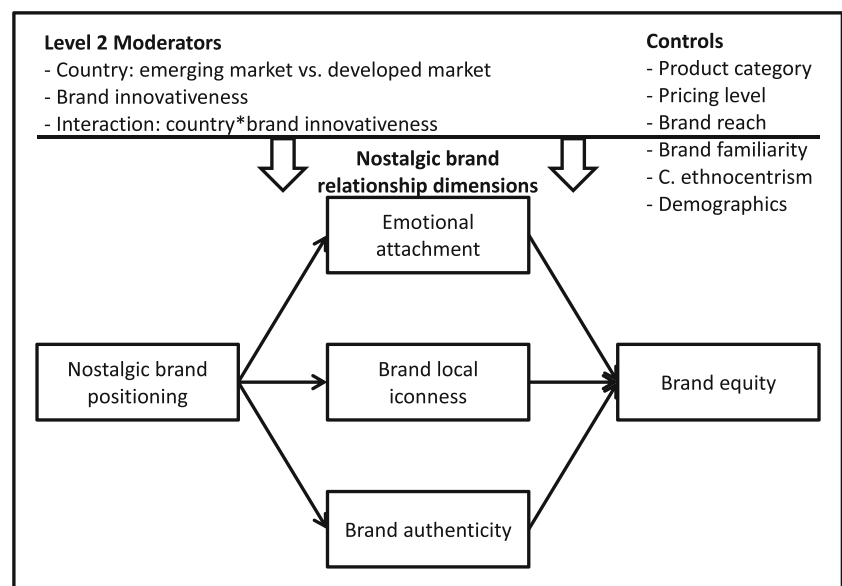 Level 2 Moderators
- Country: emerging market vs. developed market
- Brand innovativeness
- Interaction: country*brand innovativeness
Controls
- Product category
- Pricing level
- Brand reach
- Brand familiarity
- C. ethnocentrism
- Demographics
Nostalgic brand
relationship dimensions
Emotional
attachment
Nostalgic brand
positioning
Brand local
iconness
Brand equity
Brand authenticity